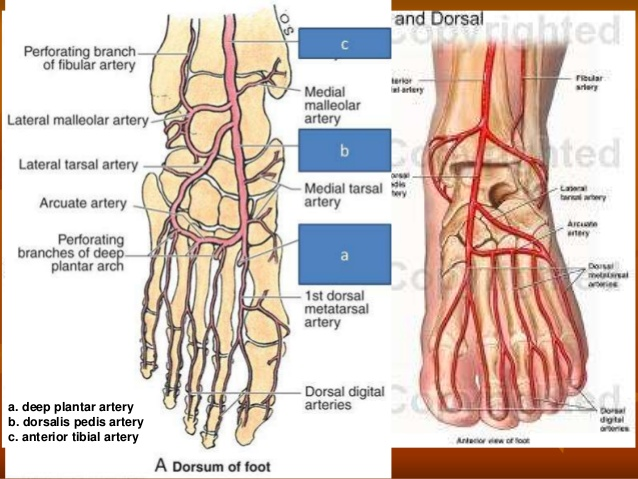 and Dorsal
Copyrighted
c
Perforating branch
of fibular artery
Medial
malleolar
artery
Lateral malleolar artery
b
Lateral tarsal artery
Medial tarsal
artery
Arcuate artery
Perforating
branches of deep
plantar arch
a
1st dorsal
metatarsal
artery
Dorsal digital
arteries
a. deep plantar artery
b. dorsalis pedis artery
c. anterior tibial artery
A Dorsum of foot
Fibular
artery
artery
Lateral
tarsal artery
Arcuate
artery
Dorsal
metatarsal
arteries
Dorsal
digital
arteries
Anterior view of foot